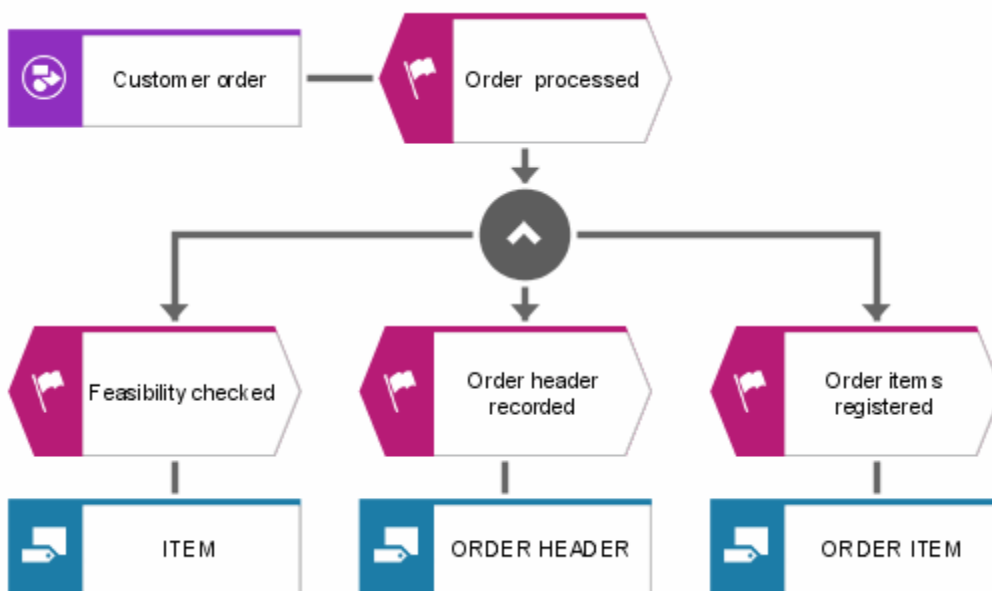 Customer order
Order processed
Feasibility checked
Order header
recorded
Order items
registered
ITEM
ORDER HEADER
ORDER ITEM